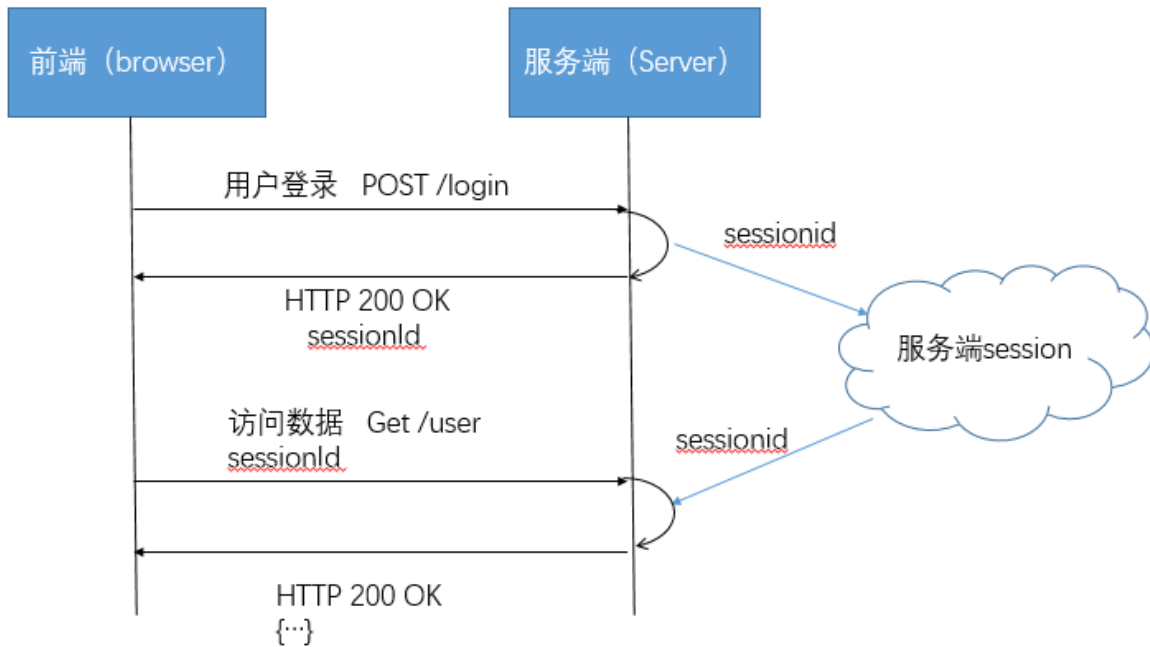 前端（browser）
服务端（Server）
用户登录 POST /login
sessionid
HTTP 200 OK
sessionId
服务端session
访问数据 Get /user
sessionId
sessionid
HTTP 200 OK
{…}